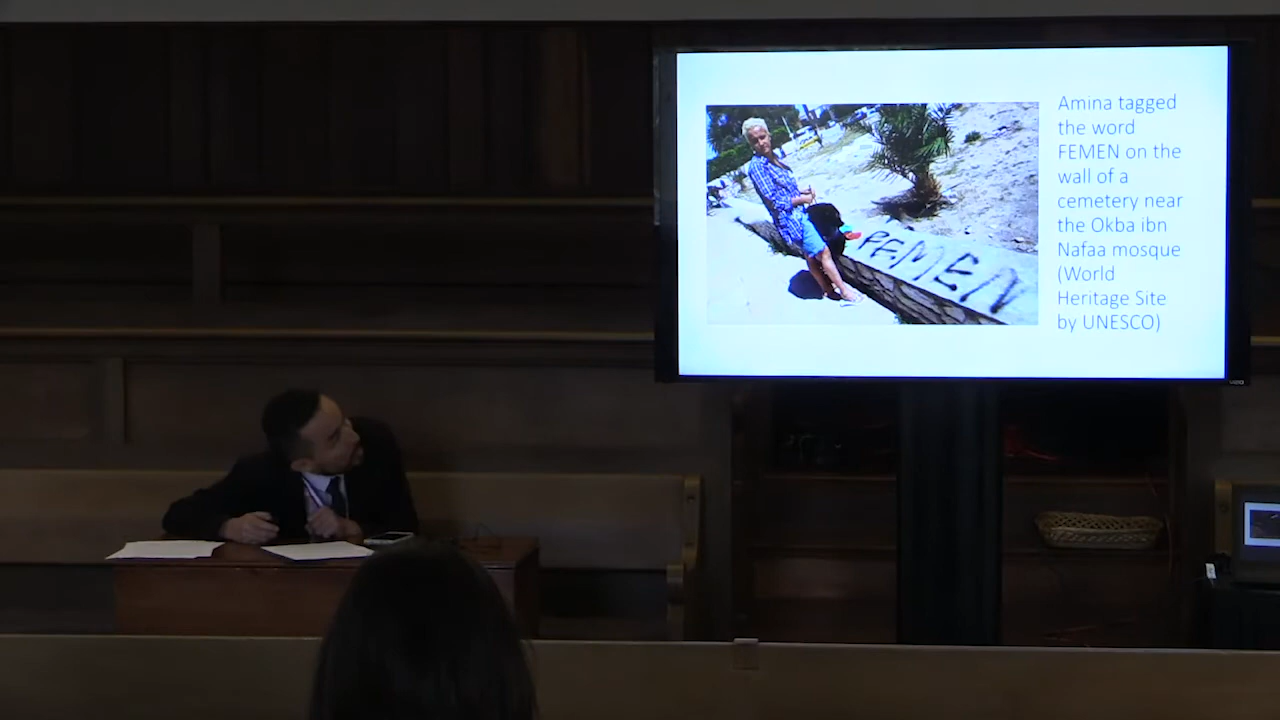 Amina tagged
the word
FEMEN on the
wall of a
cemetery near
the Okba ibn
Nafaa mosque
(World
Heritage Site
by UNESCO)
FEMEN